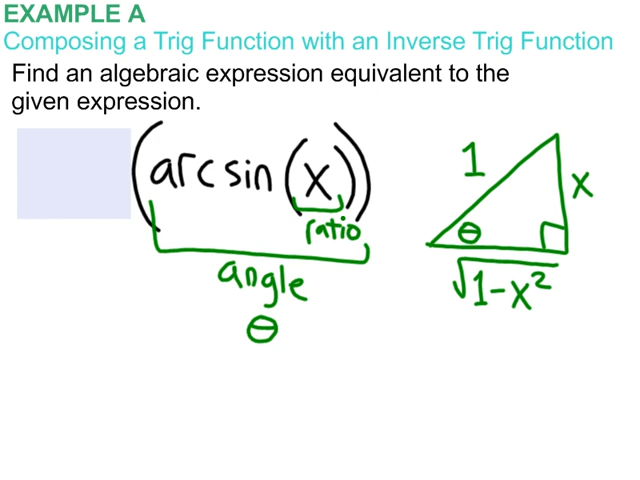 EXAMPLE A
Composing a Trig Function with an Inverse Trig Function
Find an algebraic expression equivalent to the
given expression.
(arcsin(x))
ratio
angle
θ
1
x
θ
√1-x²